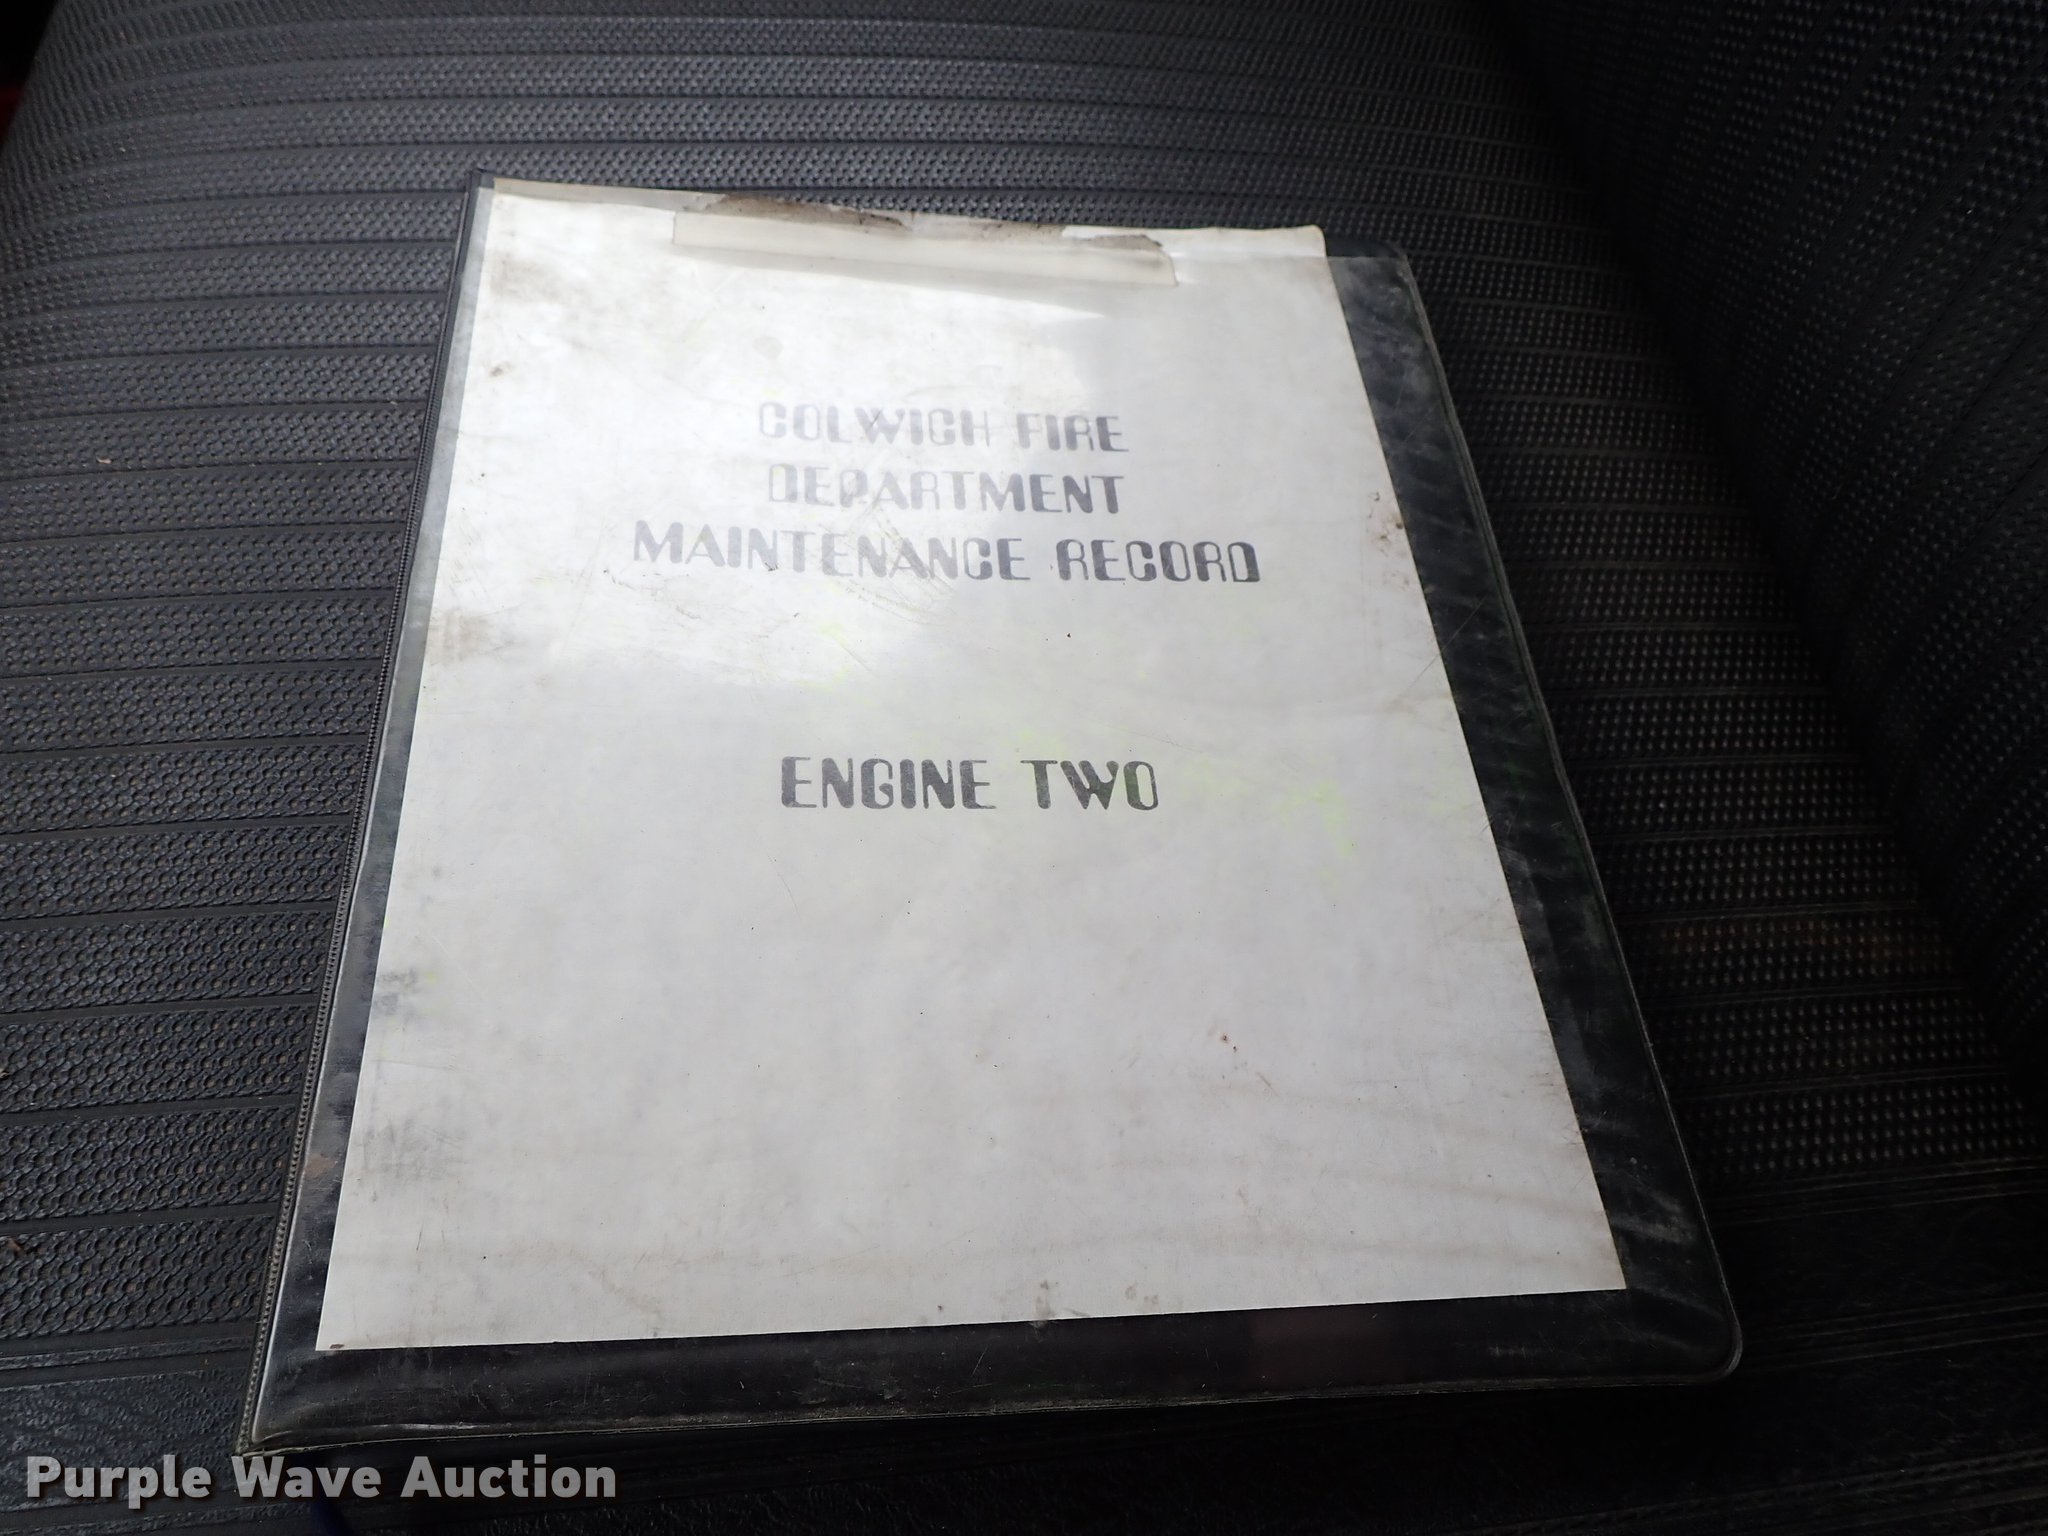 COLWICH FIRE
DEPARTMENT
MAINTENANCE RECORD
ENGINE TWO
Purple Wave Auction